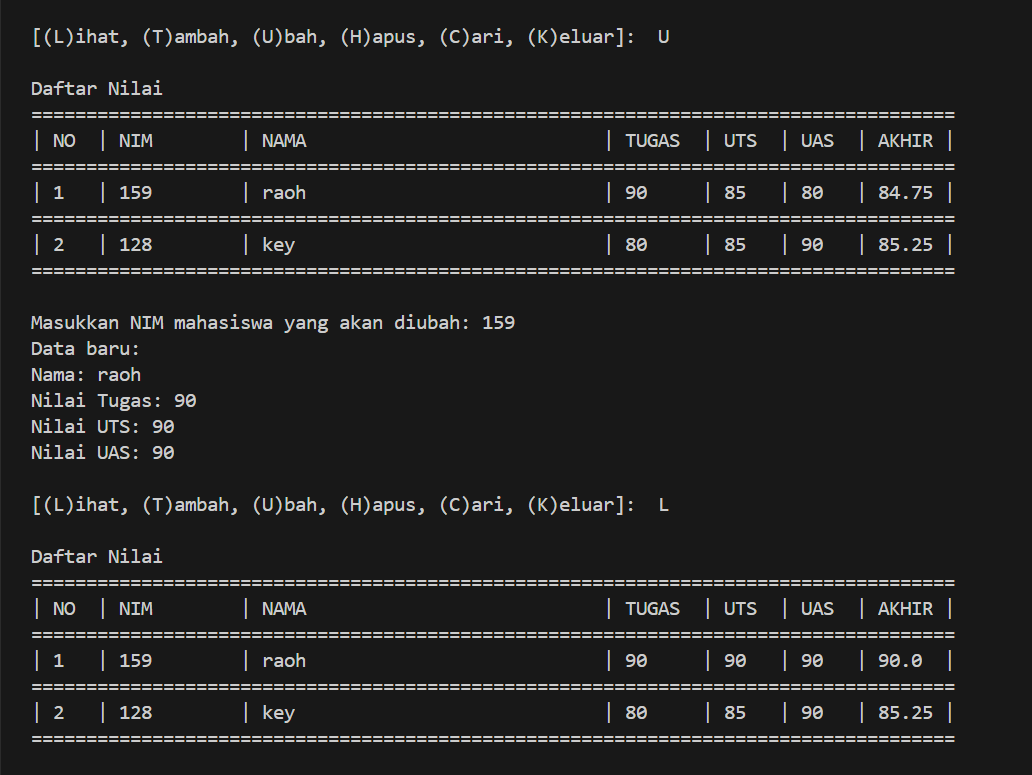 [(L)ihat, (T)ambah, (U)bah, (H)apus, (C)ari, (K)eluar]:  U
Daftar Nilai
====================================================================================
| NO  | NIM        | NAMA                           | TUGAS  | UTS  | UAS  | AKHIR |
====================================================================================
| 1   | 159        | raoh                           | 90     | 85   | 80   | 84.75 |
====================================================================================
| 2   | 128        | key                            | 80     | 85   | 90   | 85.25 |
====================================================================================
Masukkan NIM mahasiswa yang akan diubah: 159
Data baru:
Nama: raoh
Nilai Tugas: 90
Nilai UTS: 90
Nilai UAS: 90
[(L)ihat, (T)ambah, (U)bah, (H)apus, (C)ari, (K)eluar]:  L
Daftar Nilai
====================================================================================
| NO  | NIM        | NAMA                           | TUGAS  | UTS  | UAS  | AKHIR |
====================================================================================
| 1   | 159        | raoh                           | 90     | 90   | 90   | 90.0  |
====================================================================================
| 2   | 128        | key                            | 80     | 85   | 90   | 85.25 |
====================================================================================